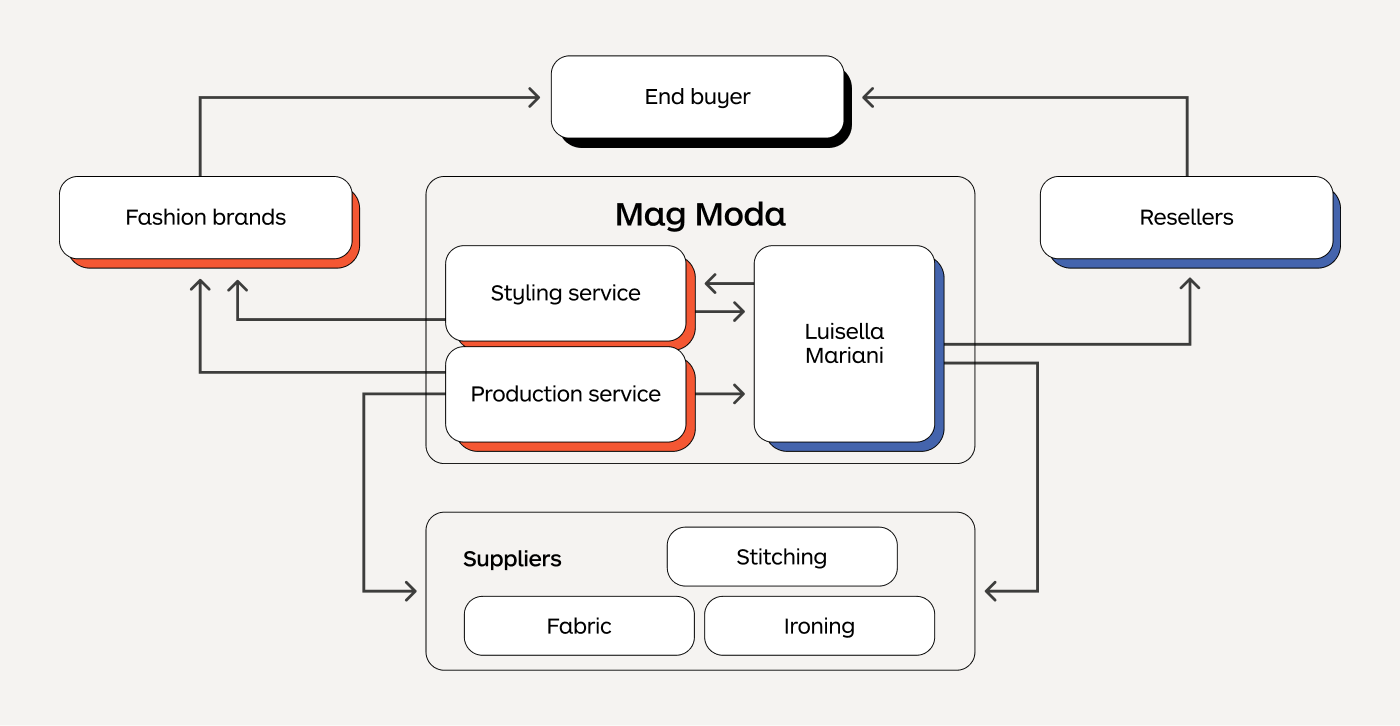 End buyer
Fashion brands
Mag Moda
Resellers
Styling service
Luisella
Mariani
Production service
Suppliers
Stitching
Fabric
Ironing